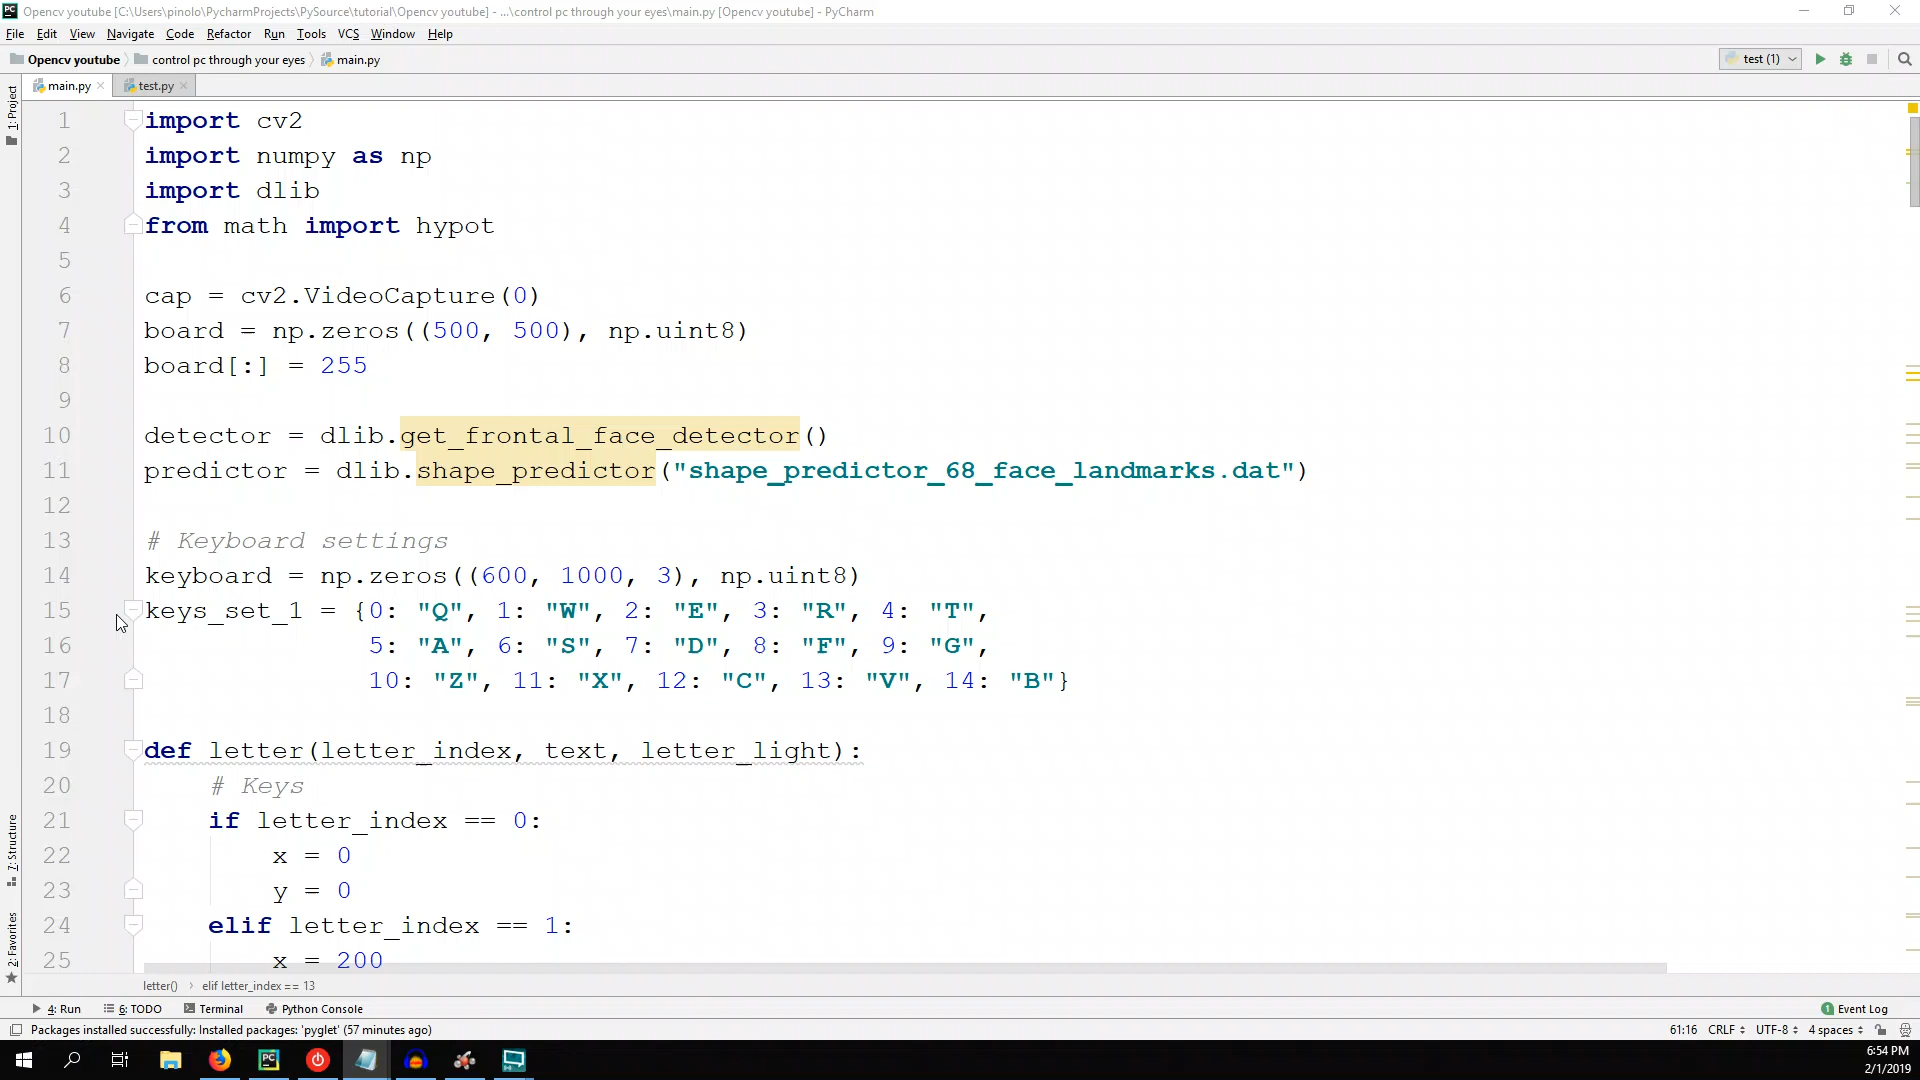 Opencv youtube [C:\Users\pinolo\PycharmProjects\PySource\tutorial\Opencv youtube] - ...\control pc through your eyes\main.py [Opencv youtube] - PyCharm
File Edit View Navigate Code Refactor Run Tools VCS Window Help
Opencv youtube control pc through your eyes main.py test (1)
main.py test.py
1: Project
1 import cv2
2 import numpy as np
3 import dlib
4 from math import hypot
5
6 cap = cv2.VideoCapture(0)
7 board = np.zeros((500, 500), np.uint8)
8 board[:] = 255
9
10 detector = dlib.get_frontal_face_detector()
11 predictor = dlib.shape_predictor("shape_predictor_68_face_landmarks.dat")
12
13 # Keyboard settings
14 keyboard = np.zeros((600, 1000, 3), np.uint8)
15 keys_set_1 = {0: "Q", 1: "W", 2: "E", 3: "R", 4: "T",
16 5: "A", 6: "S", 7: "D", 8: "F", 9: "G",
17 10: "Z", 11: "X", 12: "C", 13: "V", 14: "B"}
18
19 def letter(letter_index, text, letter_light):
20 # Keys
21 if letter_index == 0:
22 x = 0
23 y = 0
24 elif letter_index == 1:
25 x = 200
7: Structure
2: Favorites
letter() › elif letter_index == 13
4: Run 6: TODO Terminal Python Console 1 Event Log
Packages installed successfully: Installed packages: 'pyglet' (57 minutes ago) 61:16 CRLF UTF-8 4 spaces
6:54 PM
2/1/2019